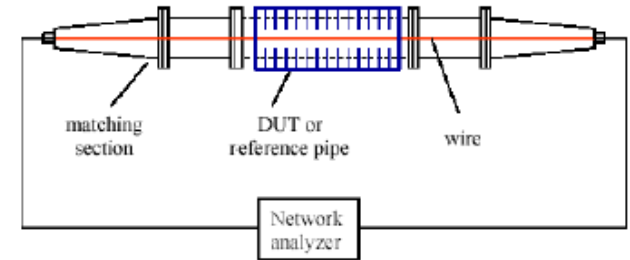 matching
section
DUT or
reference pipe
wire
Network
analyzer